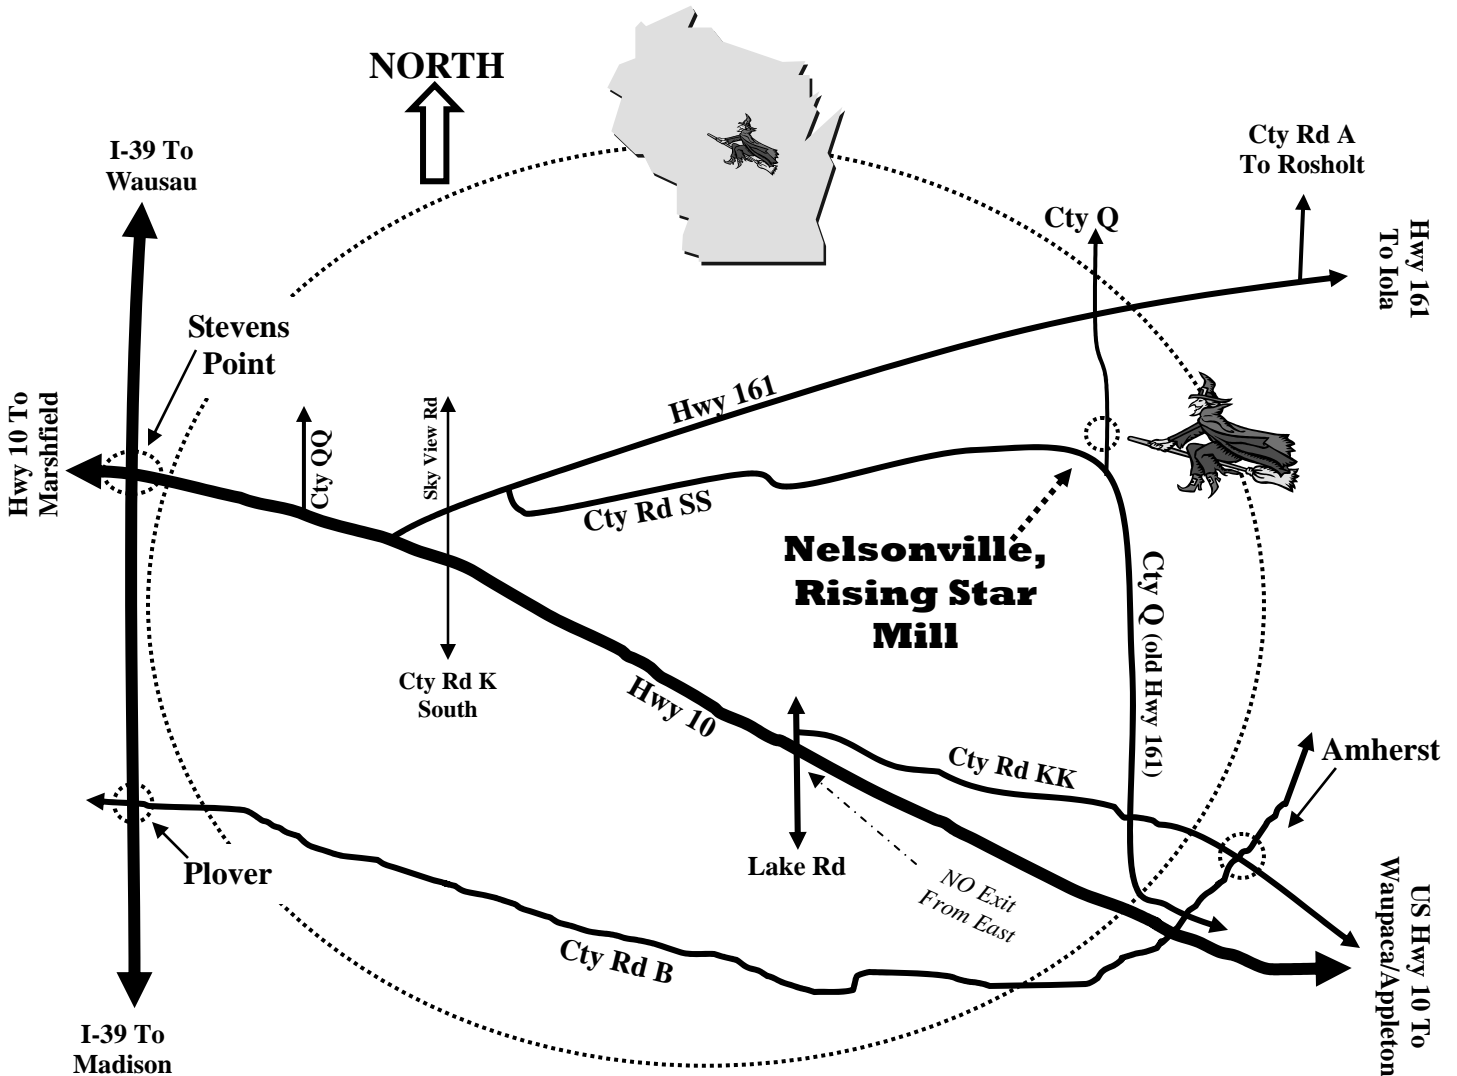 NORTH
I-39 To
Wausau
Cty Rd A
To Rosholt
Cty Q
Hwy 161
To Iola
Stevens
Point
Hwy 10 To
Marshfield
Cty QQ
Sky View Rd
Hwy 161
Cty Rd SS
Nelsonville,
Rising Star
Mill
Cty Q (old Hwy 161)
Cty Rd K
South
Hwy 10
Cty Rd KK
Amherst
Lake Rd
NO Exit
From East
Plover
Cty Rd B
US Hwy 10 To
Waupaca/Appleton
I-39 To
Madison